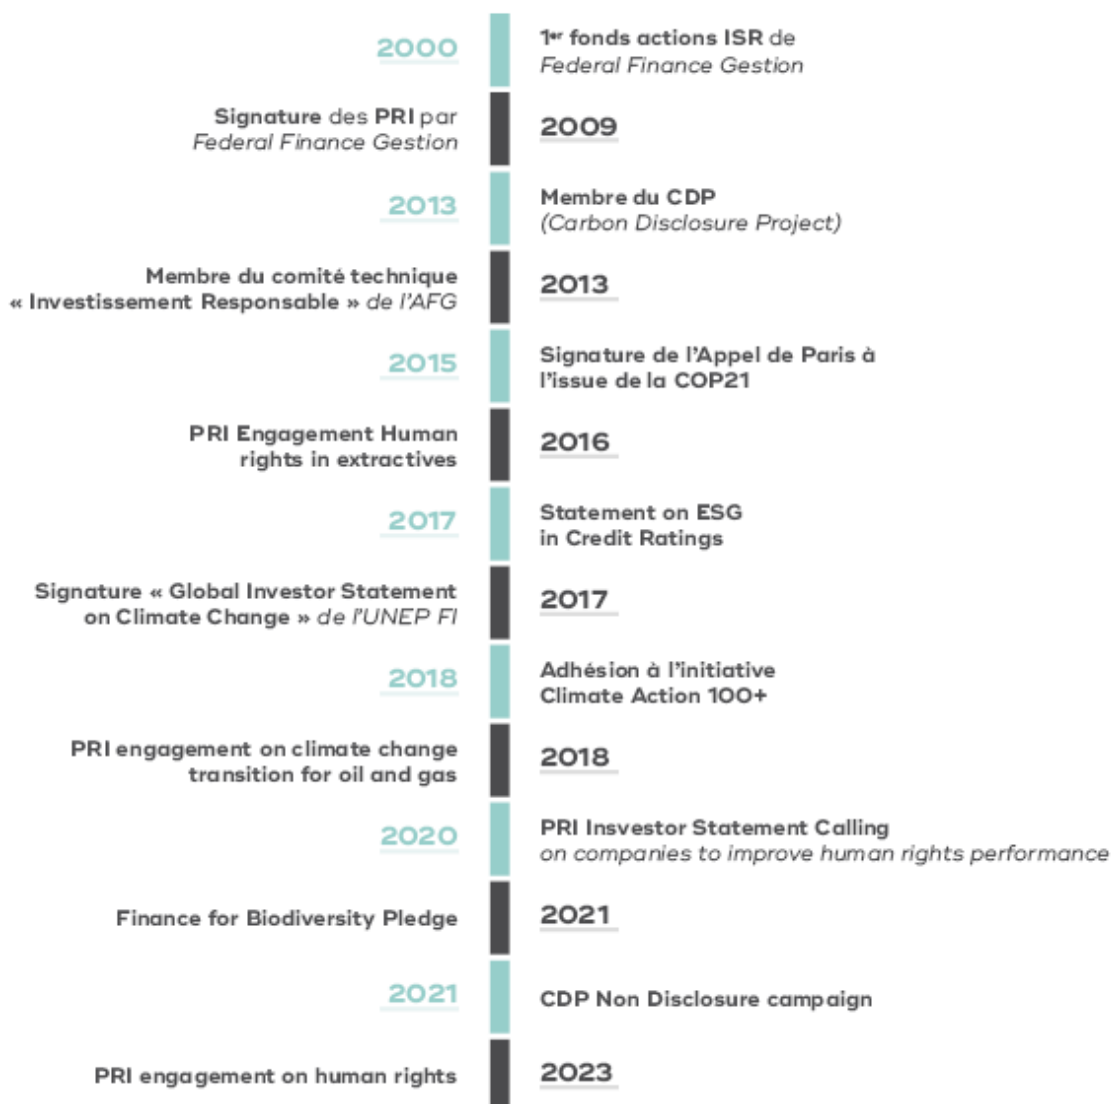 2000
1er fonds actions ISR de
Federal Finance Gestion
Signature des PRI par
Federal Finance Gestion
2009
2013
Membre du CDP
(Carbon Disclosure Project)
Membre du comité technique
« Investissement Responsable » de l'AFG
2013
2015
Signature de l'Appel de Paris à
l'issue de la COP21
PRI Engagement Human
rights in extractives
2016
2017
Statement on ESG
in Credit Ratings
Signature « Global Investor Statement
on Climate Change » de l'UNEP FI
2017
2018
Adhésion à l'initiative
Climate Action 100+
PRI engagement on climate change
transition for oil and gas
2018
2020
PRI Insvestor Statement Calling
on companies to improve human rights performance
Finance for Biodiversity Pledge
2021
2021
CDP Non Disclosure campaign
PRI engagement on human rights
2023